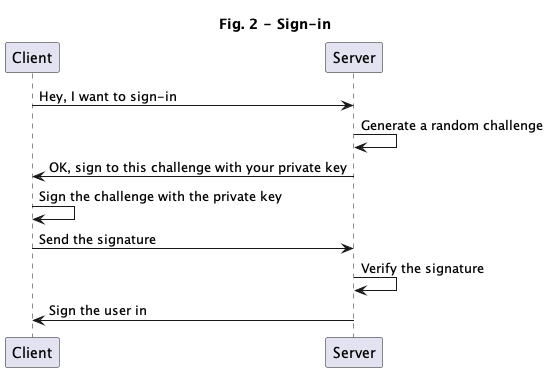 Fig. 2 - Sign-in
Client
Server
Hey, I want to sign-in
Generate a random challenge
OK, sign to this challenge with your private key
Sign the challenge with the private key
Send the signature
Verify the signature
Sign the user in
Client
Server